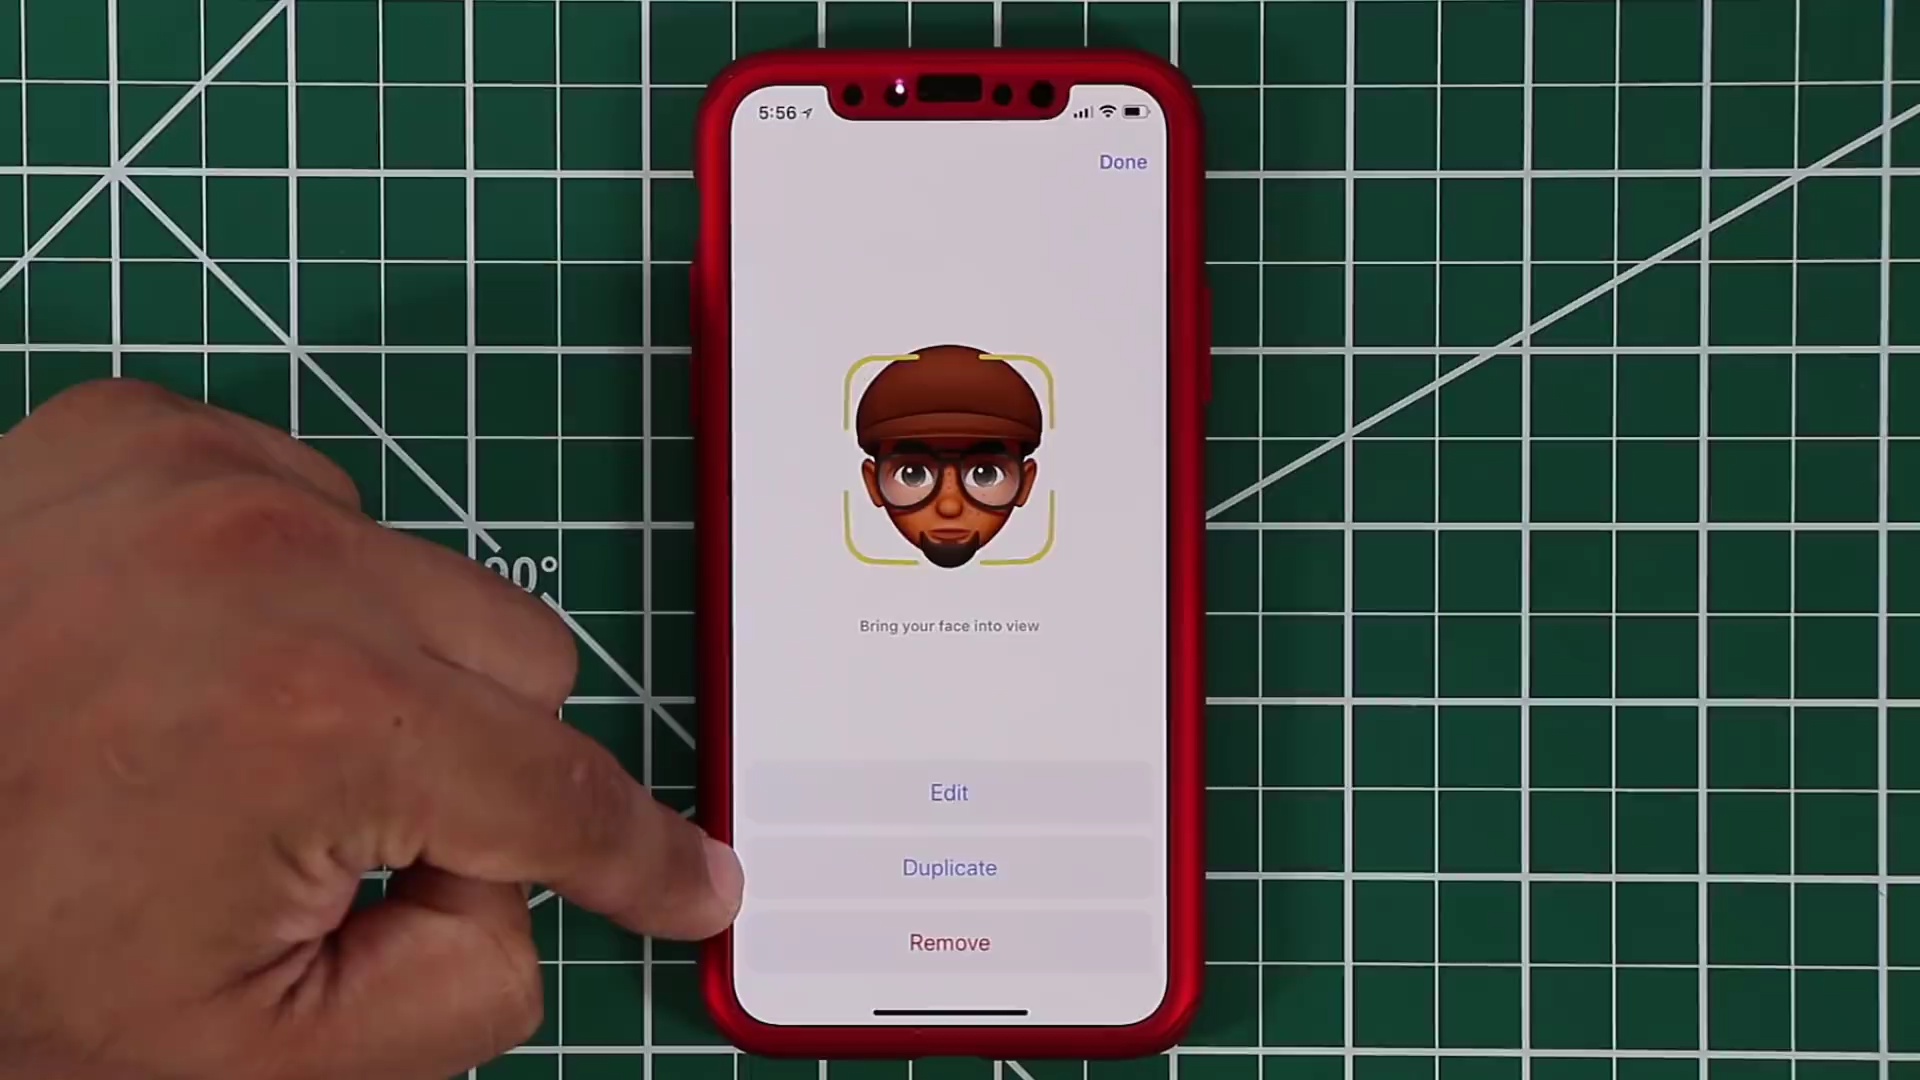 5:56
Done
Bring your face into view
Edit
Duplicate
Remove